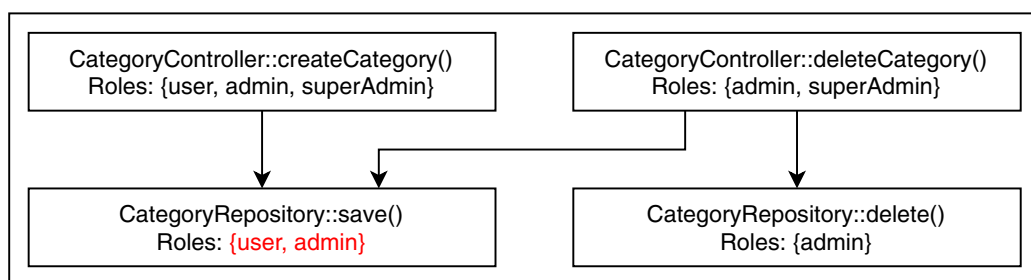 CategoryController::createCategory()
Roles: {user, admin, superAdmin}
CategoryController::deleteCategory()
Roles: {admin, superAdmin}
CategoryRepository::save()
Roles: {user, admin}
CategoryRepository::delete()
Roles: {admin}